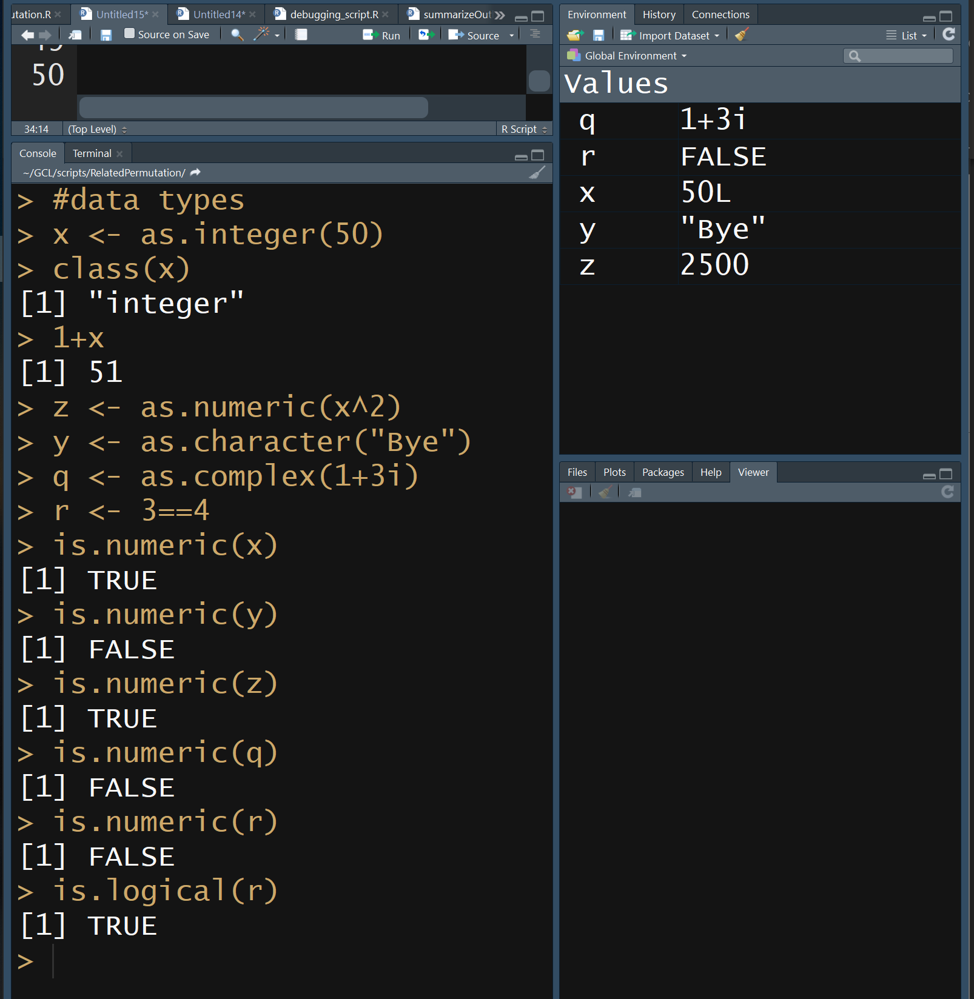 utation.R
Untitled15*
Untitled14*
debugging_script.R
summarizeOut
Source on Save
Run
Source
50
34:14
(Top Level)
R Script
Console
Terminal
~/GCL/scripts/RelatedPermutation/
> #data types
> x <- as.integer(50)
> class(x)
[1] "integer"
> 1+x
[1] 51
> z <- as.numeric(x^2)
> y <- as.character("Bye")
> q <- as.complex(1+3i)
> r <- 3==4
> is.numeric(x)
[1] TRUE
> is.numeric(y)
[1] FALSE
> is.numeric(z)
[1] TRUE
> is.numeric(q)
[1] FALSE
> is.numeric(r)
[1] FALSE
> is.logical(r)
[1] TRUE
>
Environment
History
Connections
Import Dataset
List
Global Environment
Values
q 1+3i
r FALSE
x 50L
y "Bye"
z 2500
Files
Plots
Packages
Help
Viewer